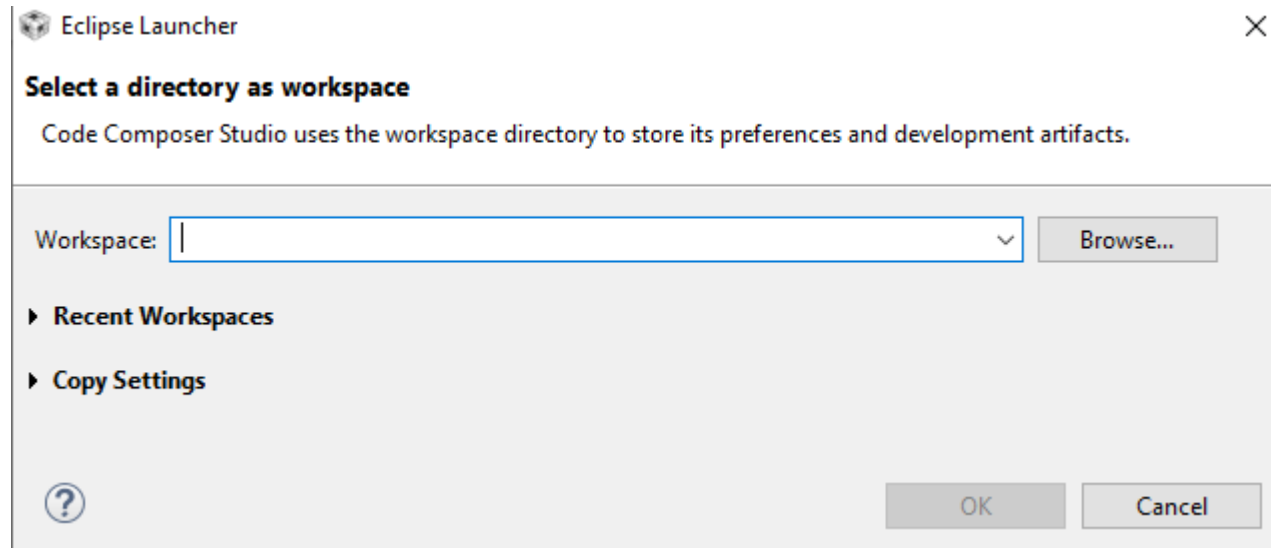 Eclipse Launcher
Select a directory as workspace
Code Composer Studio uses the workspace directory to store its preferences and development artifacts.
Workspace: Browse...
Recent Workspaces
Copy Settings
? OK Cancel